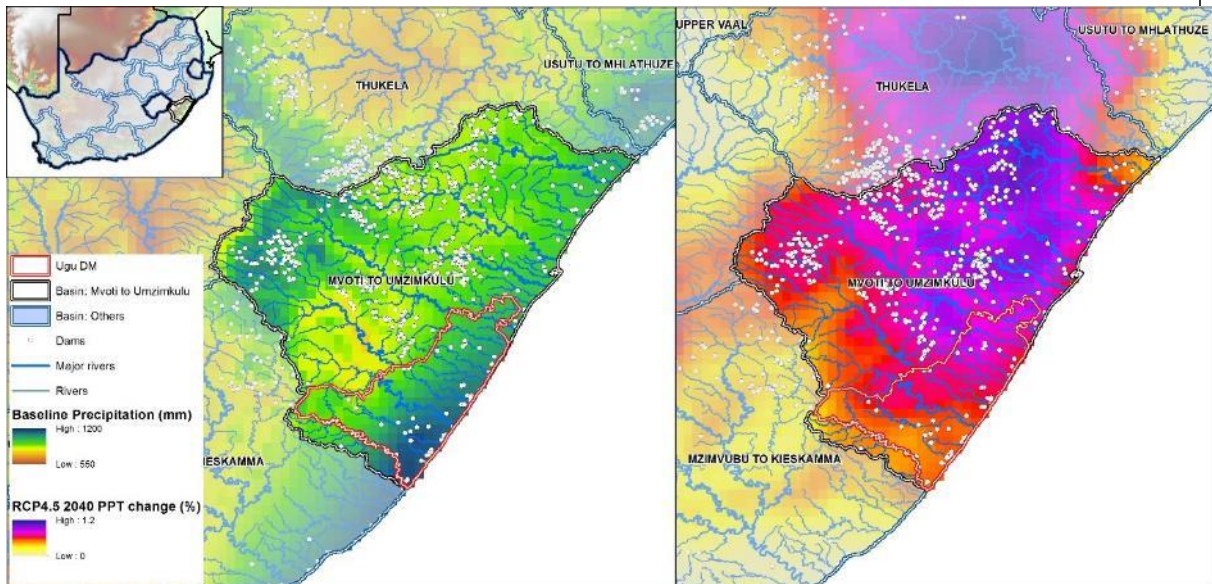 THUKELA
USUTU TO MHLATHUZE
MVOTI TO UMZIMKULU
KIESKAMMA
Ugu DM
Basin: Mvoti to Umzimkulu
Basin: Others
Dams
Major rivers
Rivers
Baseline Precipitation (mm)
High : 1200
Low : 550
RCP4.5 2040 PPT change (%)
High : 1.2
Low : 0
UPPER VAAL
USUTU TO MHLATHUZE
THUKELA
MVOTI TO UMZIMKULU
MZIMVUBU TO KIESKAMMA